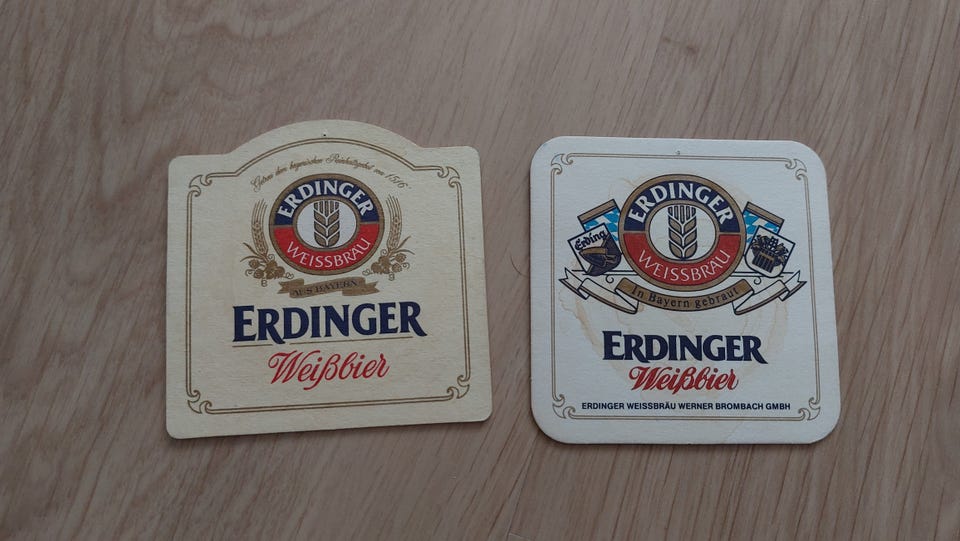 Getreu dem bayerischen Reinheitsgebot von 1516
ERDINGER
WEISSBRÄU
AUS BAYERN
ERDINGER
Weißbier
ERDINGER
WEISSBRÄU
Erding
In Bayern gebraut
ERDINGER
Weißbier
ERDINGER WEISSBRÄU WERNER BROMBACH GMBH